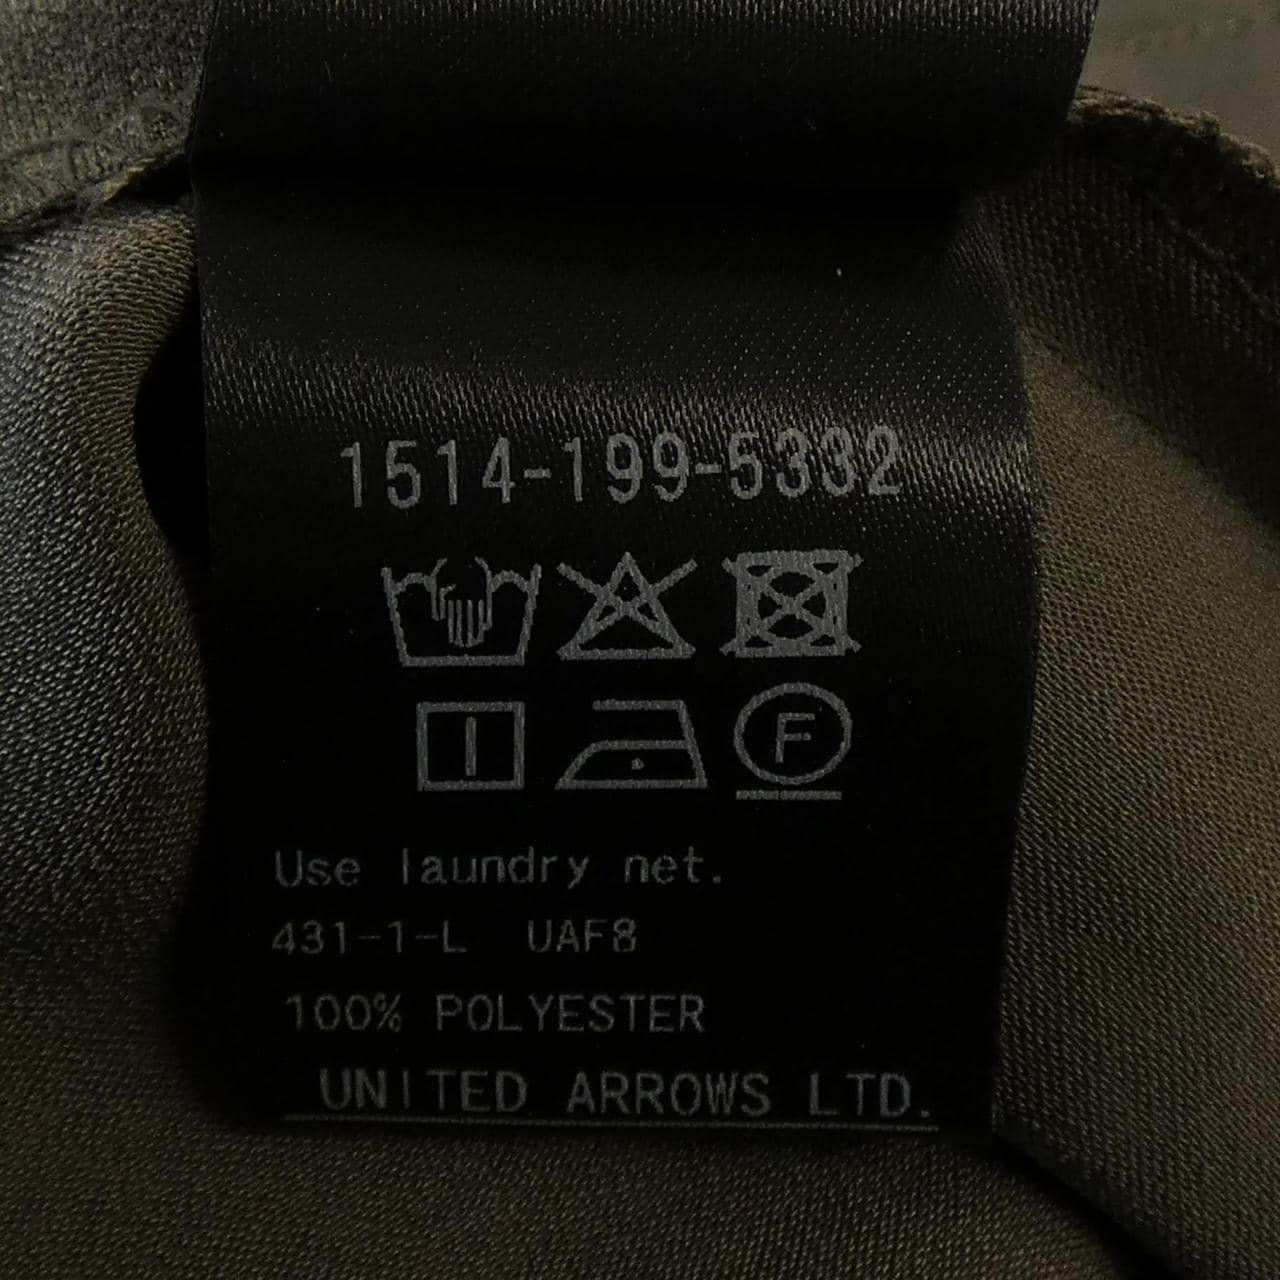 1514-199-5332
F
Use laundry net.
431-1-L UAF8
100% POLYESTER
UNITED ARROWS LTD.